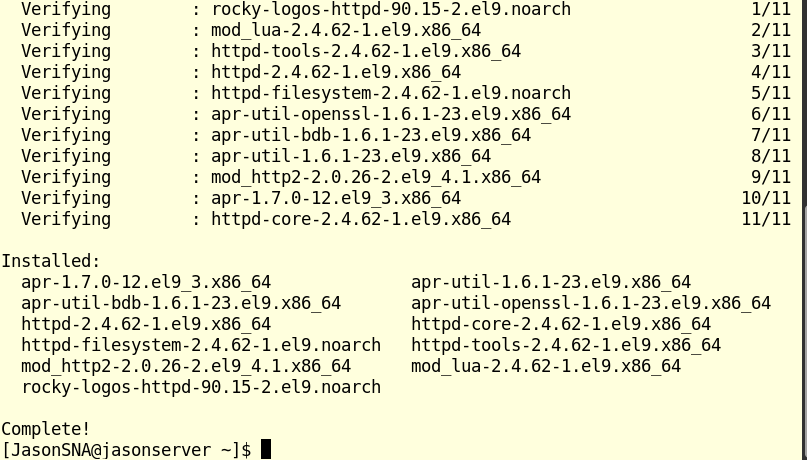 Verifying        : rocky-logos-httpd-90.15-2.el9.noarch                  1/11
Verifying        : mod_lua-2.4.62-1.el9.x86_64                           2/11
Verifying        : httpd-tools-2.4.62-1.el9.x86_64                       3/11
Verifying        : httpd-2.4.62-1.el9.x86_64                             4/11
Verifying        : httpd-filesystem-2.4.62-1.el9.noarch                  5/11
Verifying        : apr-util-openssl-1.6.1-23.el9.x86_64                  6/11
Verifying        : apr-util-bdb-1.6.1-23.el9.x86_64                      7/11
Verifying        : apr-util-1.6.1-23.el9.x86_64                          8/11
Verifying        : mod_http2-2.0.26-2.el9_4.1.x86_64                     9/11
Verifying        : apr-1.7.0-12.el9_3.x86_64                            10/11
Verifying        : httpd-core-2.4.62-1.el9.x86_64                       11/11
Installed:
apr-1.7.0-12.el9_3.x86_64              apr-util-1.6.1-23.el9.x86_64
apr-util-bdb-1.6.1-23.el9.x86_64       apr-util-openssl-1.6.1-23.el9.x86_64
httpd-2.4.62-1.el9.x86_64              httpd-core-2.4.62-1.el9.x86_64
httpd-filesystem-2.4.62-1.el9.noarch   httpd-tools-2.4.62-1.el9.x86_64
mod_http2-2.0.26-2.el9_4.1.x86_64      mod_lua-2.4.62-1.el9.x86_64
rocky-logos-httpd-90.15-2.el9.noarch
Complete!
[JasonSNA@jasonserver ~]$